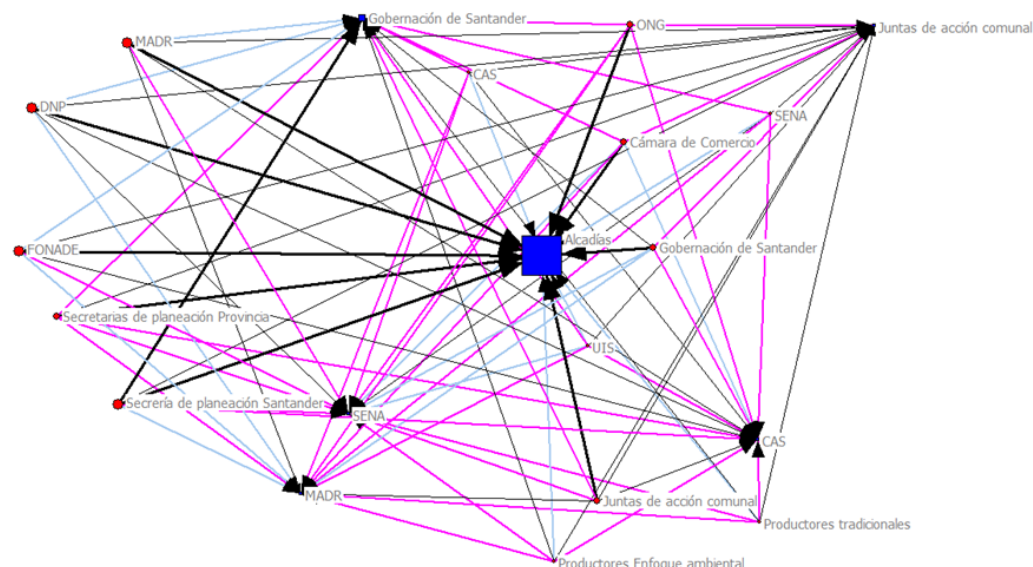 Gobernación de Santander
ONG
Juntas de acción comunal
MADR
CAS
DNP
SENA
Cámara de Comercio
Alcadías
Gobernación de Santander
FONADE
Secretarias de planeación Provincia
UIS
Secrería de planeación Santander
SENA
CAS
MADR
Juntas de acción comunal
Productores tradicionales
Productores Enfoque ambiental